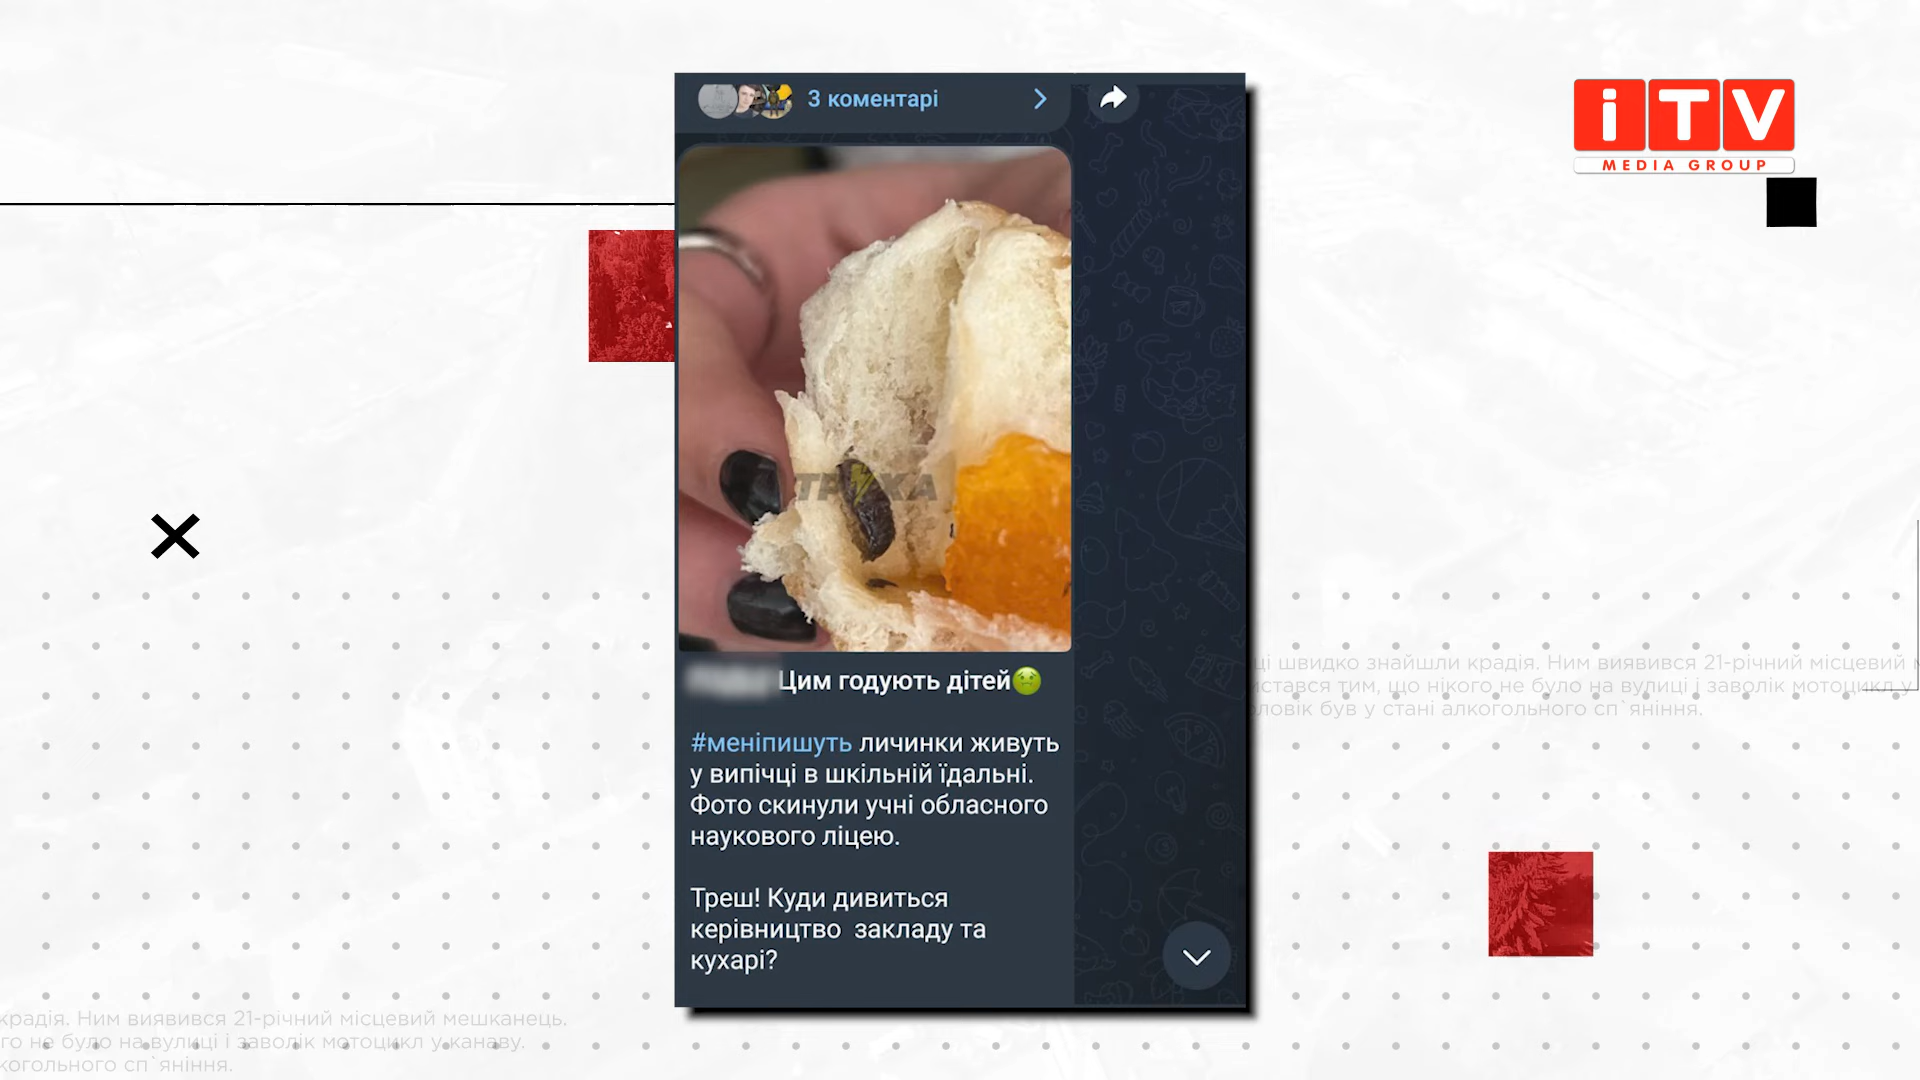 3 коментарі
iTV
MEDIA GROUP
ТРУХА
Цим годують дітей
#меніпишуть личинки живуть
у випічці в шкільній їдальні.
Фото скинули учні обласного
наукового ліцею.
Треш! Куди дивиться
керівництво закладу та
кухарі?
ці швидко знайшли крадія. Ним виявився 21-річний місцевий
истався тим, що нікого не було на вулиці і заволік мотоцикл у
оловік був у стані алкогольного сп`яніння.
крадія. Ним виявився 21-річний місцевий мешканець.
го не було на вулиці і заволік мотоцикл у канаву.
когольного сп`яніння.